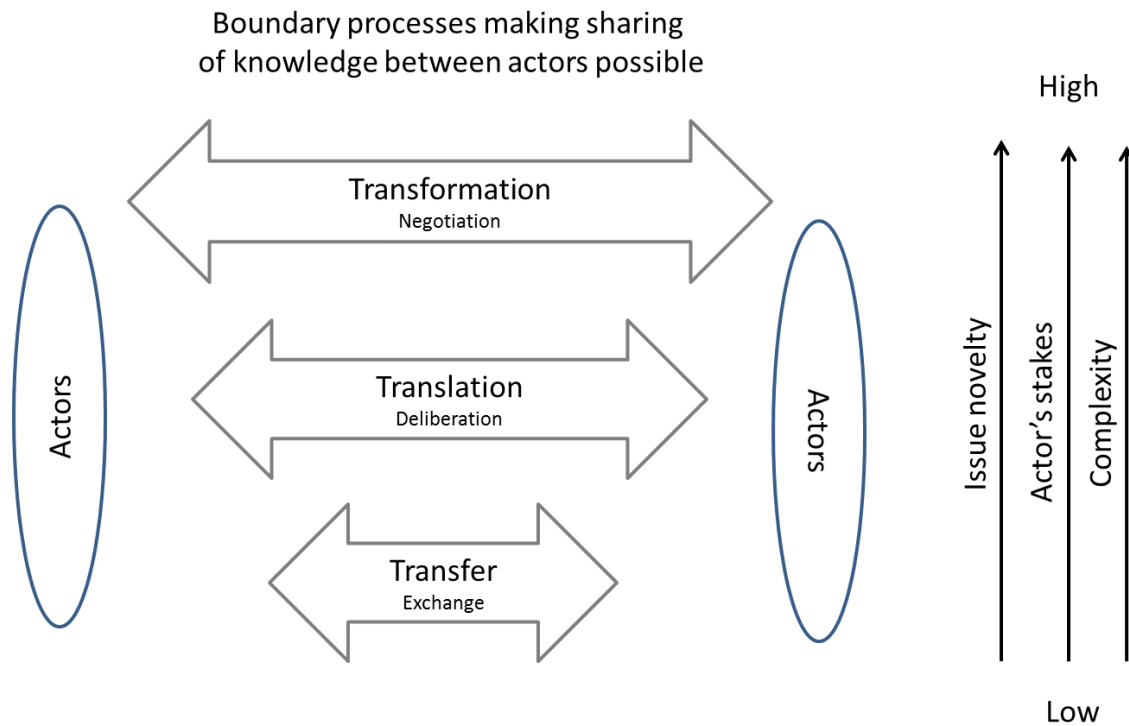 Boundary processes making sharing
of knowledge between actors possible
High
Transformation
Negotiation
Translation
Deliberation
Transfer
Exchange
Actors
Actors
Issue novelty
Actor’s stakes
Complexity
Low